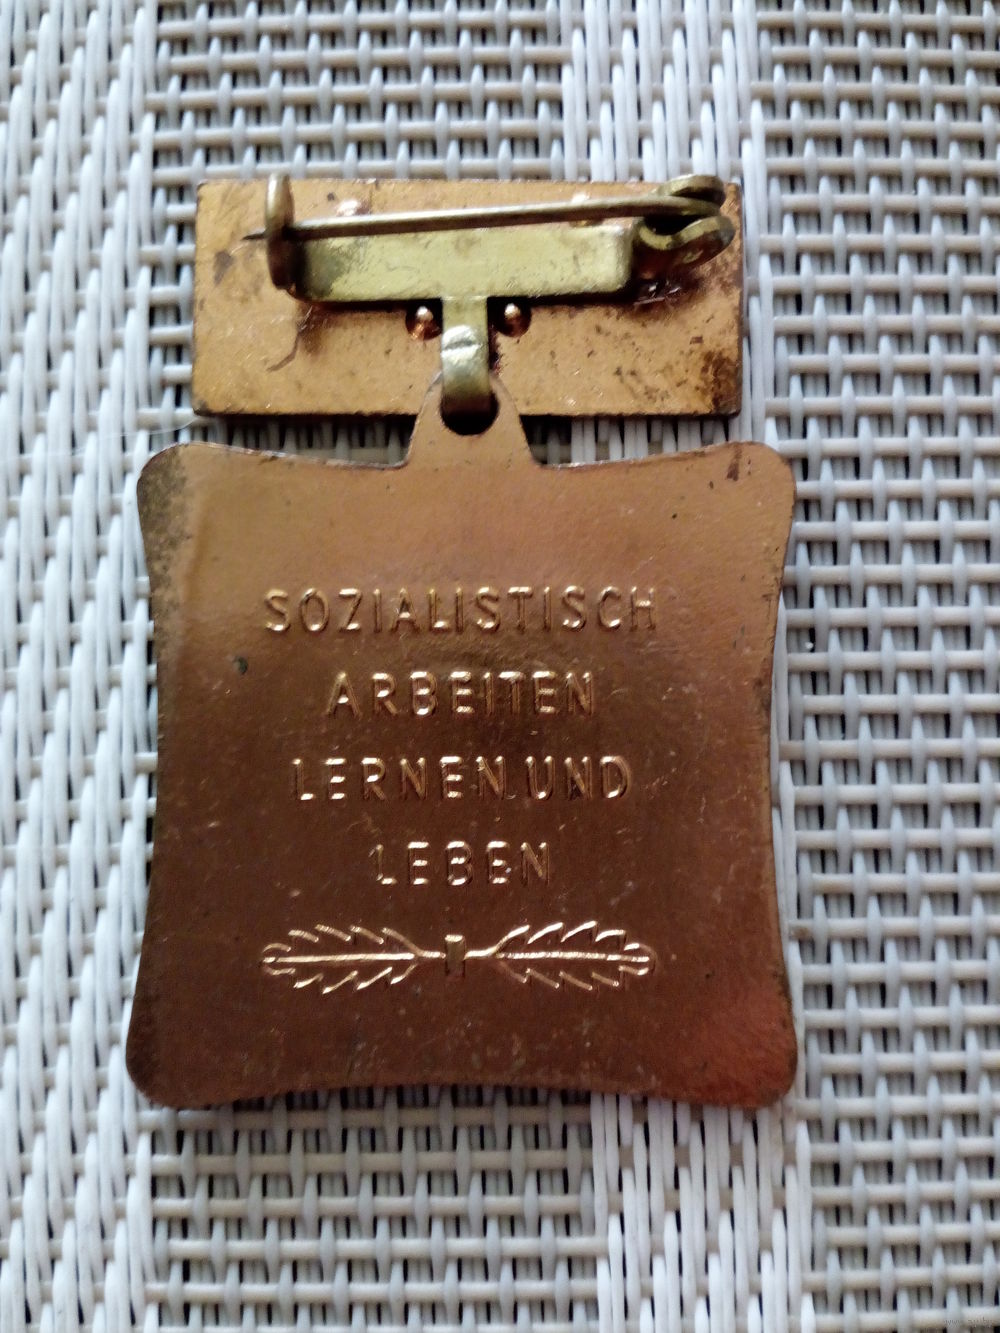 SOZIALISTISCH
ARBEITEN
LERNEN UND
LEBEN